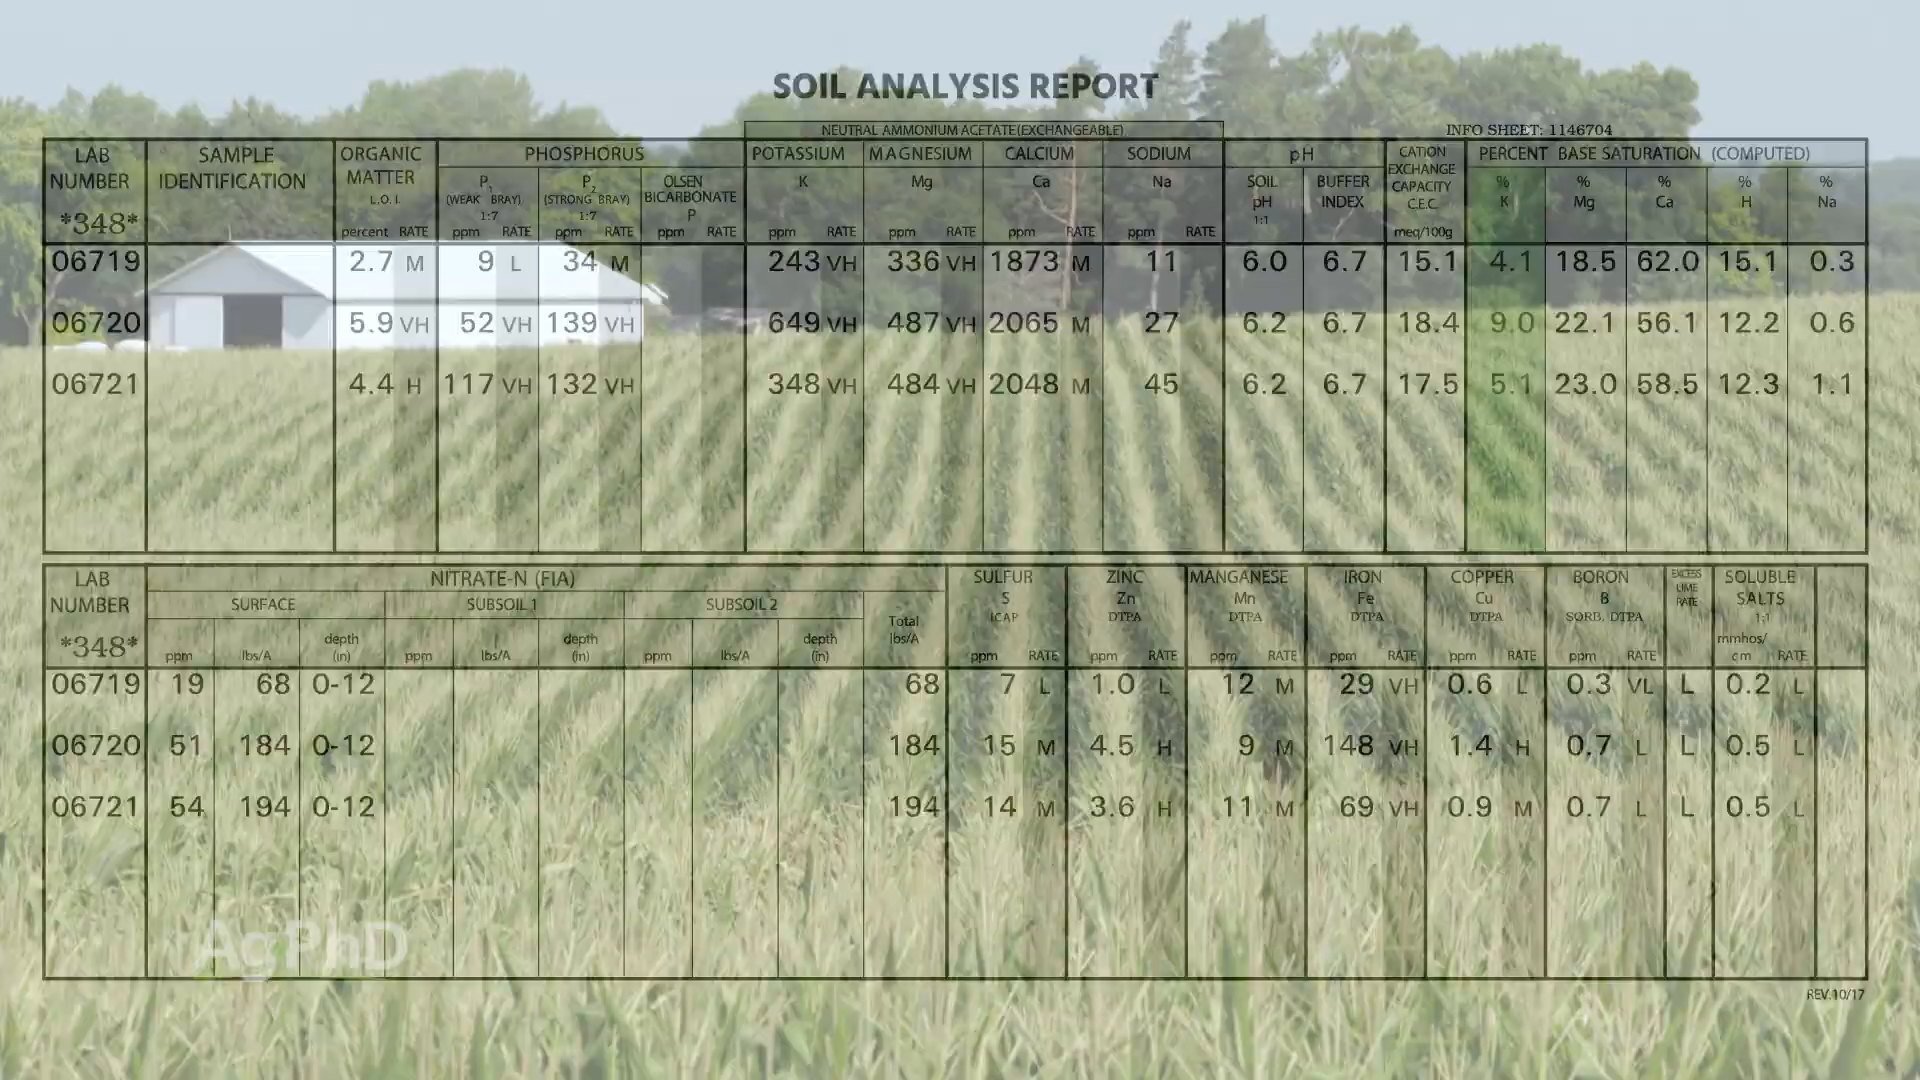 SOIL ANALYSIS REPORT
NEUTRAL AMMONIUM ACETATE (EXCHANGEABLE)
INFO SHEET: 1146704
LAB NUMBER *348* SAMPLE IDENTIFICATION ORGANIC MATTER L.O.I. percent RATE PHOSPHORUS P1 (WEAK BRAY) 1:7 ppm RATE P2 (STRONG BRAY) 1:7 ppm RATE OLSEN BICARBONATE P ppm RATE POTASSIUM K ppm RATE MAGNESIUM Mg ppm RATE CALCIUM Ca ppm RATE SODIUM Na ppm RATE pH SOIL pH 1:1 BUFFER INDEX CATION EXCHANGE CAPACITY C.E.C. meq/100g PERCENT BASE SATURATION (COMPUTED) % K % Mg % Ca % H % Na
06719 2.7 M 9 L 34 M 243 VH 336 VH 1873 M 11 6.0 6.7 15.1 4.1 18.5 62.0 15.1 0.3
06720 5.9 VH 52 VH 139 VH 649 VH 487 VH 2065 M 27 6.2 6.7 18.4 9.0 22.1 56.1 12.2 0.6
06721 4.4 H 117 VH 132 VH 348 VH 484 VH 2048 M 45 6.2 6.7 17.5 5.1 23.0 58.5 12.3 1.1
LAB NUMBER *348* NITRATE-N (FIA) SURFACE ppm lbs/A depth (in) SUBSOIL 1 ppm lbs/A depth (in) SUBSOIL 2 ppm lbs/A depth (in) Total lbs/A SULFUR S ICAP ppm RATE ZINC Zn DTPA ppm RATE MANGANESE Mn DTPA ppm RATE IRON Fe DTPA ppm RATE COPPER Cu DTPA ppm RATE BORON B SORB. DTPA ppm RATE EXCESS LIME RATE SOLUBLE SALTS 1:1 mmhos/ cm RATE
06719 19 68 0-12 68 7 L 1.0 L 12 M 29 VH 0.6 L 0.3 VL L 0.2 L
06720 51 184 0-12 184 15 M 4.5 H 9 M 148 VH 1.4 H 0.7 L L 0.5 L
06721 54 194 0-12 194 14 M 3.6 H 11 M 69 VH 0.9 M 0.7 L L 0.5 L
AgPhD
REV.10/17